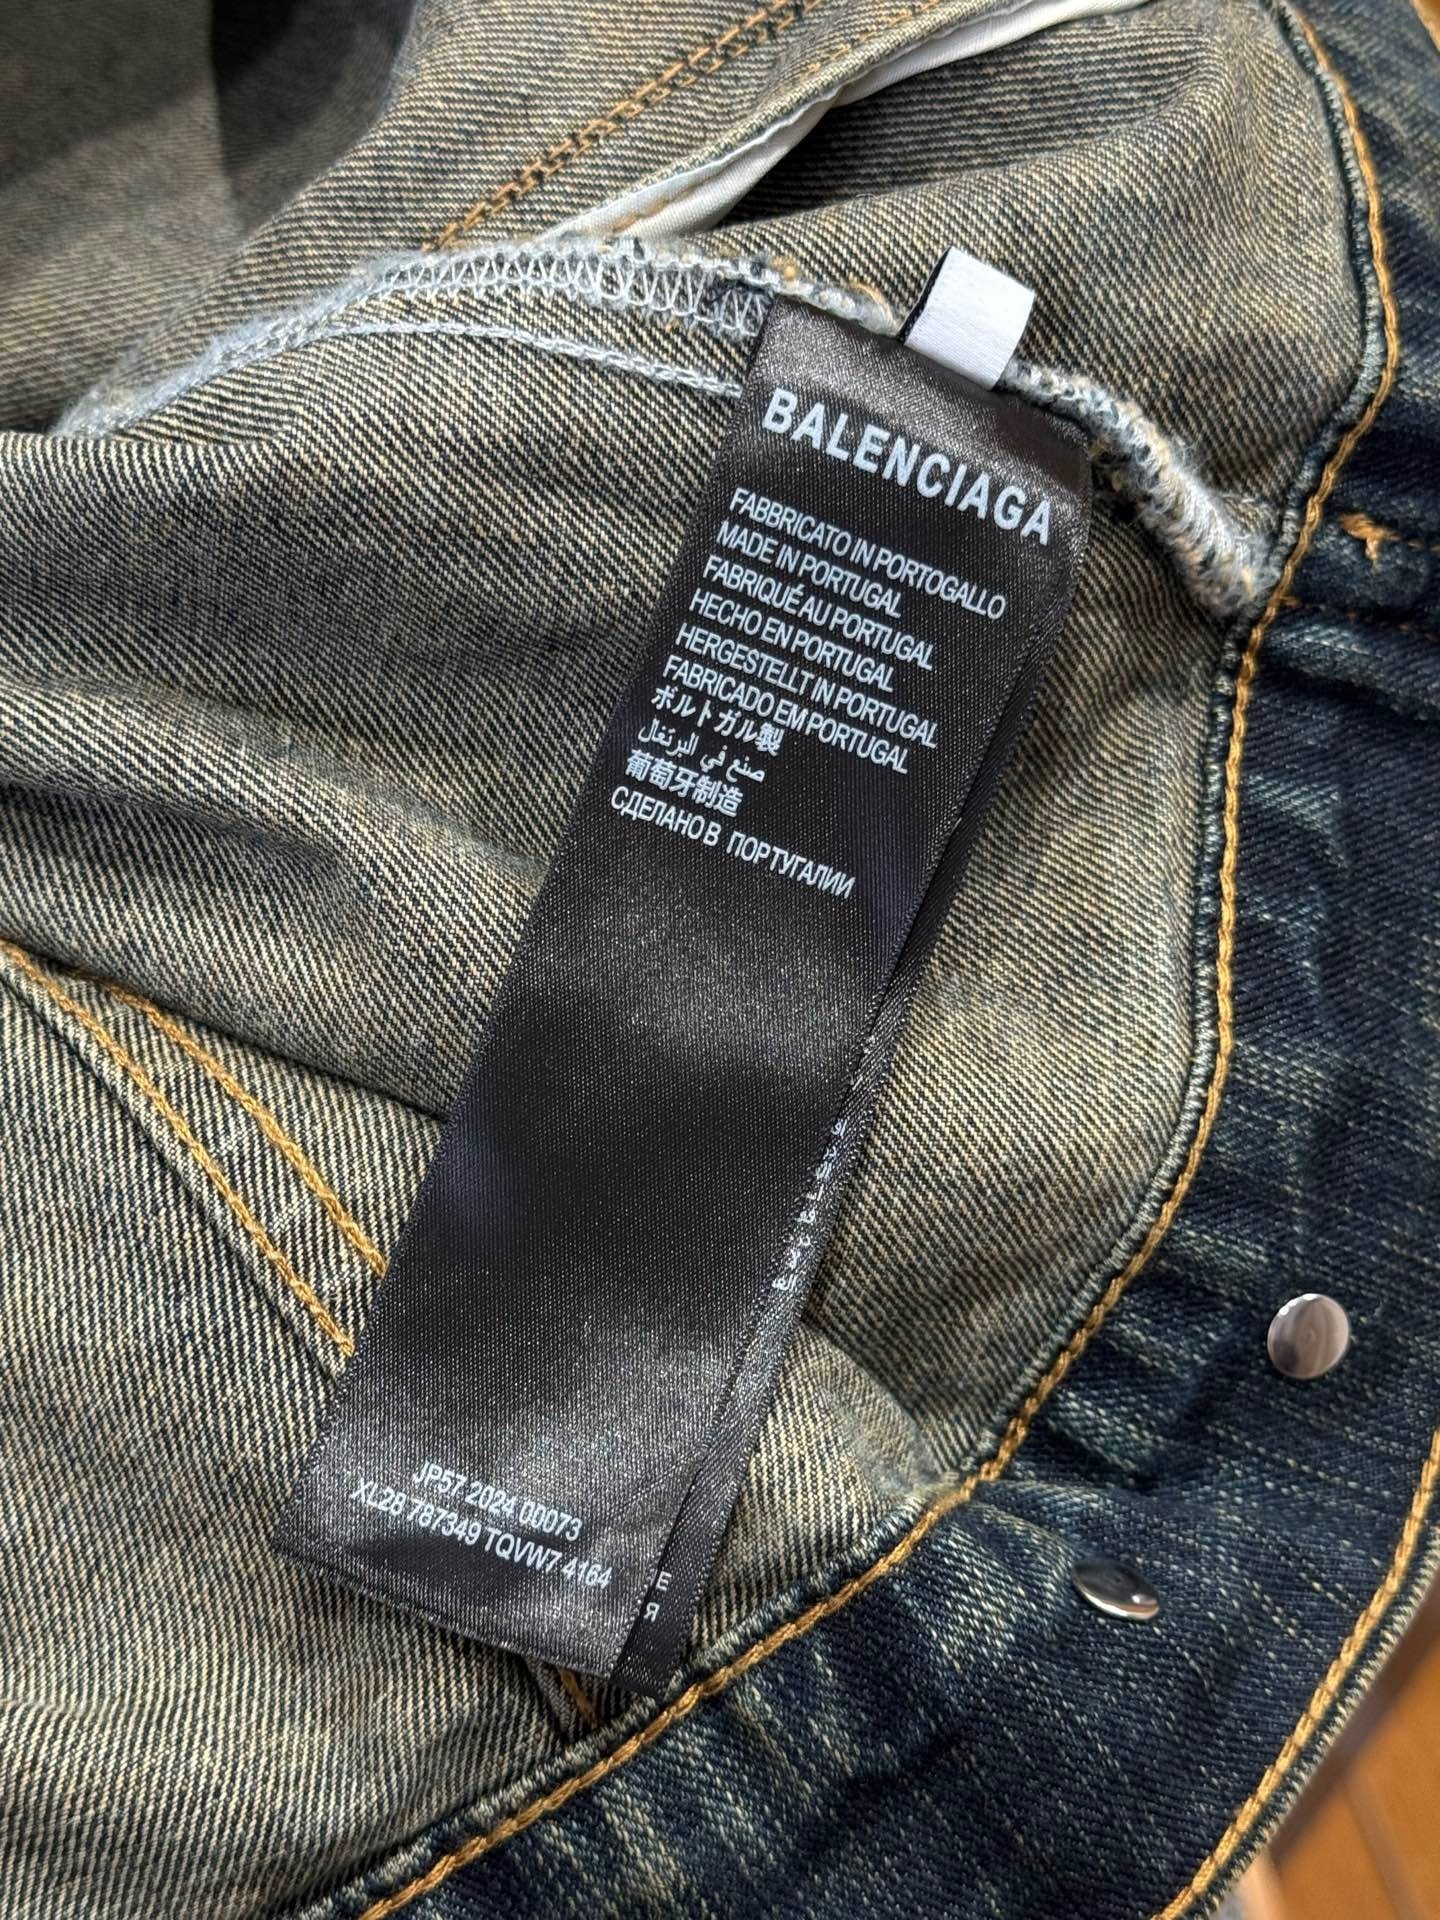 BALENCIAGA
FABBRICATO IN PORTOGALLO
MADE IN PORTUGAL
FABRIQUÉ AU PORTUGAL
HECHO EN PORTUGAL
HERGESTELLT IN PORTUGAL
FABRICADO EM PORTUGAL
ポルトガル製
صنع في البرتغال
葡萄牙制造
СДЕЛАНО В ПОРТУГАЛИИ
JP57 2024 00073
XL28 787349 TQVW7 4164
E
Я